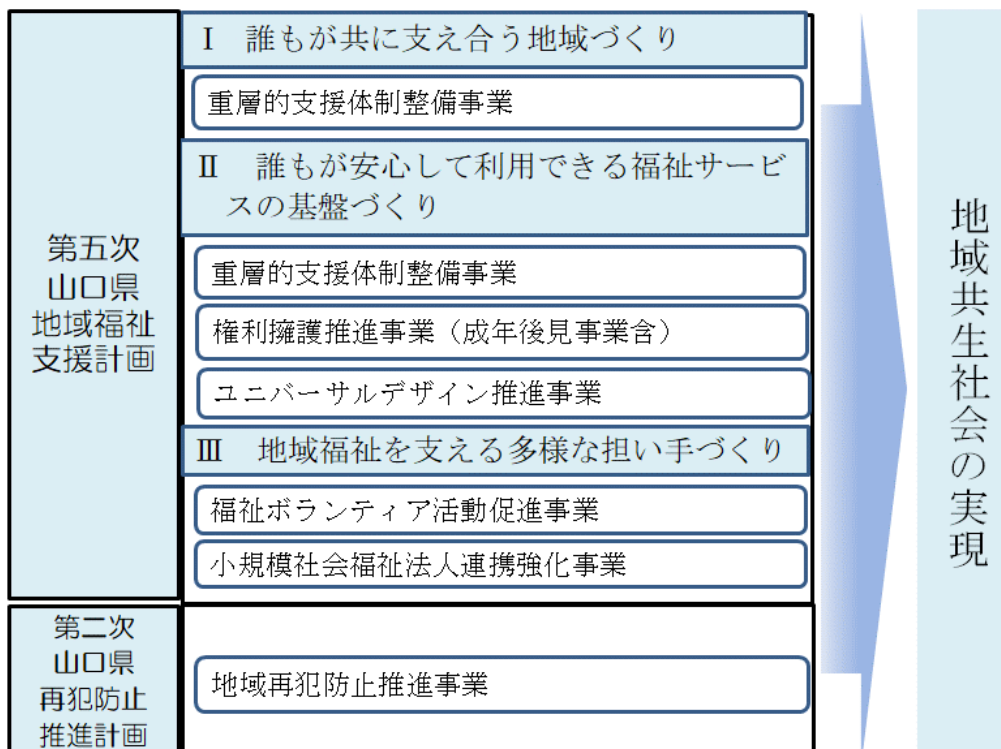 第五次
山口県
地域福祉
支援計画
Ⅰ　誰もが共に支え合う地域づくり
重層的支援体制整備事業
Ⅱ　誰もが安心して利用できる福祉サービ
スの基盤づくり
重層的支援体制整備事業
権利擁護推進事業（成年後見事業含）
ユニバーサルデザイン推進事業
Ⅲ　地域福祉を支える多様な担い手づくり
福祉ボランティア活動促進事業
小規模社会福祉法人連携強化事業
第二次
山口県
再犯防止
推進計画
地域再犯防止推進事業
地域共生社会の実現